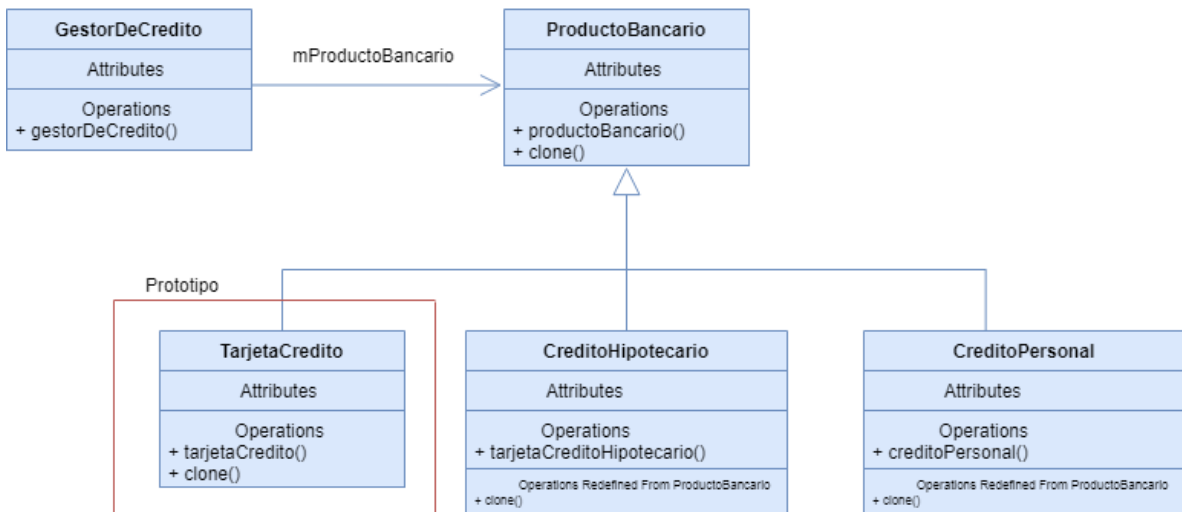 GestorDeCredito
Attributes
Operations
+ gestorDeCredito()
mProductoBancario
ProductoBancario
Attributes
Operations
+ productoBancario()
+ clone()
Prototipo
TarjetaCredito
Attributes
Operations
+ tarjetaCredito()
+ clone()
CreditoHipotecario
Attributes
Operations
+ tarjetaCreditoHipotecario()
Operations Redefined From ProductoBancario
+ clone()
CreditoPersonal
Attributes
Operations
+ creditoPersonal()
Operations Redefined From ProductoBancario
+ clone()